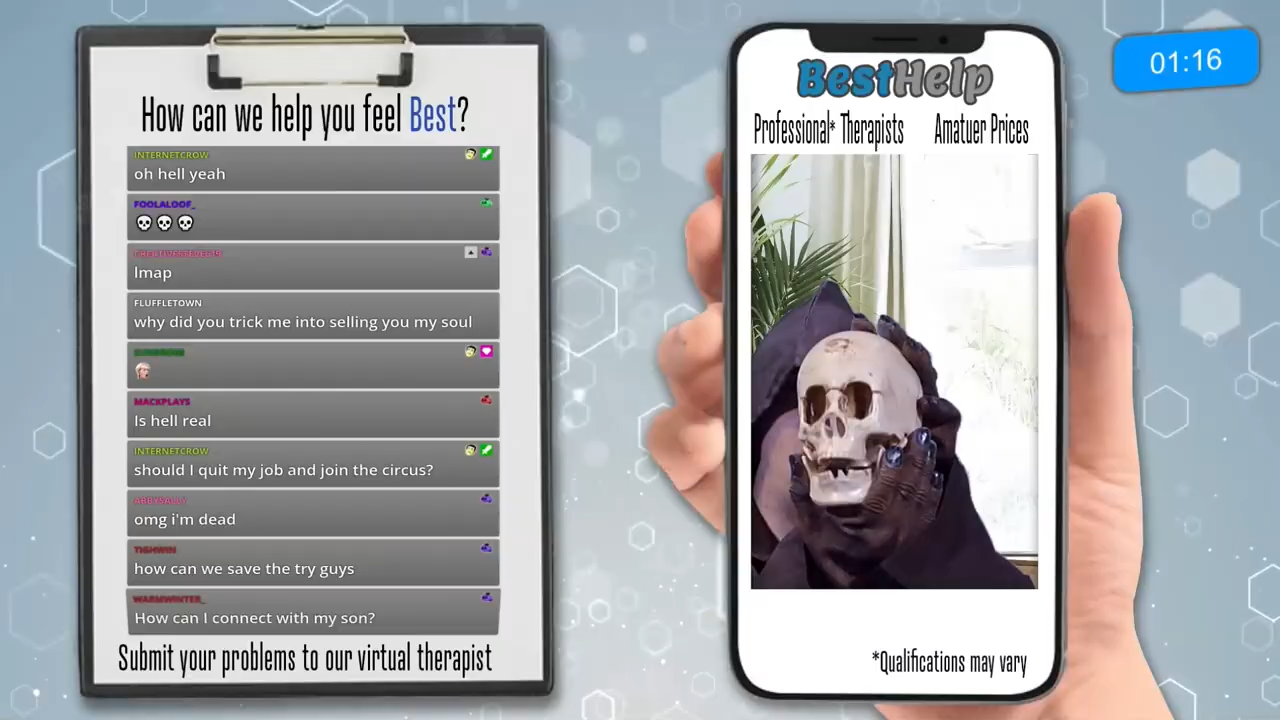 How can we help you feel Best?
INTERNETCROW
oh hell yeah
FOOLALOOF_
lmao
FLUFFLETOWN
why did you trick me into selling you my soul
MACKPLAYS
Is hell real
INTERNETCROW
should I quit my job and join the circus?
omg i'm dead
TIGHWIN
how can we save the try guys
WARMWINTER_
How can I connect with my son?
Submit your problems to our virtual therapist
BestHelp
Professional* Therapists
Amatuer Prices
*Qualifications may vary
01:16